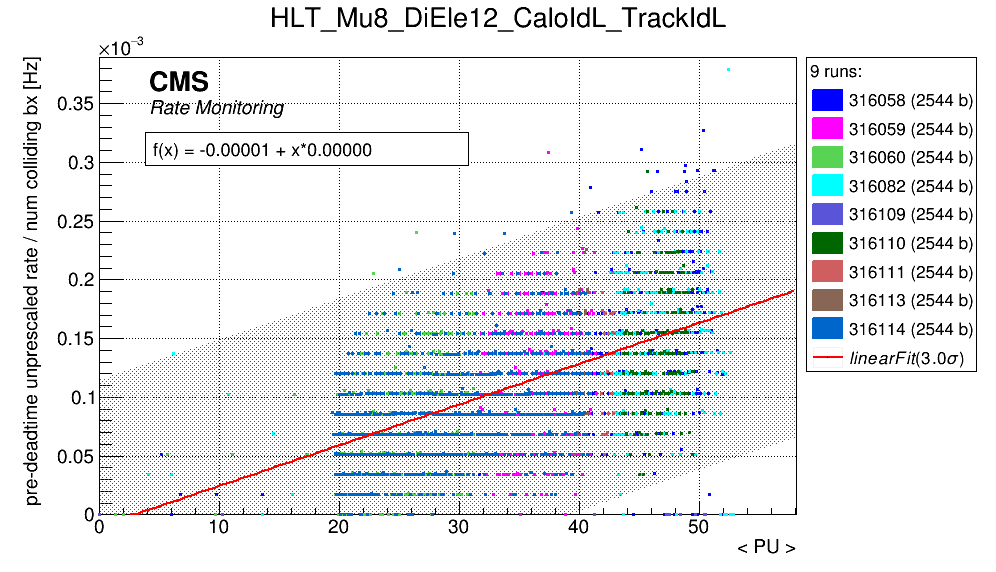 HLT_Mu8_DiEle12_CaloIdL_TrackIdL
×10⁻³
CMS
Rate Monitoring
f(x) = -0.00001 + x*0.00000
pre-deadtime unprescaled rate / num colliding bx [Hz]
0.35
0.3
0.25
0.2
0.15
0.1
0.05
0
0 10 20 30 40 50
< PU >
9 runs:
316058 (2544 b)
316059 (2544 b)
316060 (2544 b)
316082 (2544 b)
316109 (2544 b)
316110 (2544 b)
316111 (2544 b)
316113 (2544 b)
316114 (2544 b)
linearFit(3.0σ)